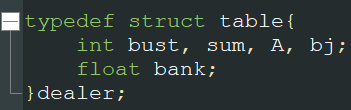 typedef struct table{
    int bust, sum, A, bj;
    float bank;
}dealer;